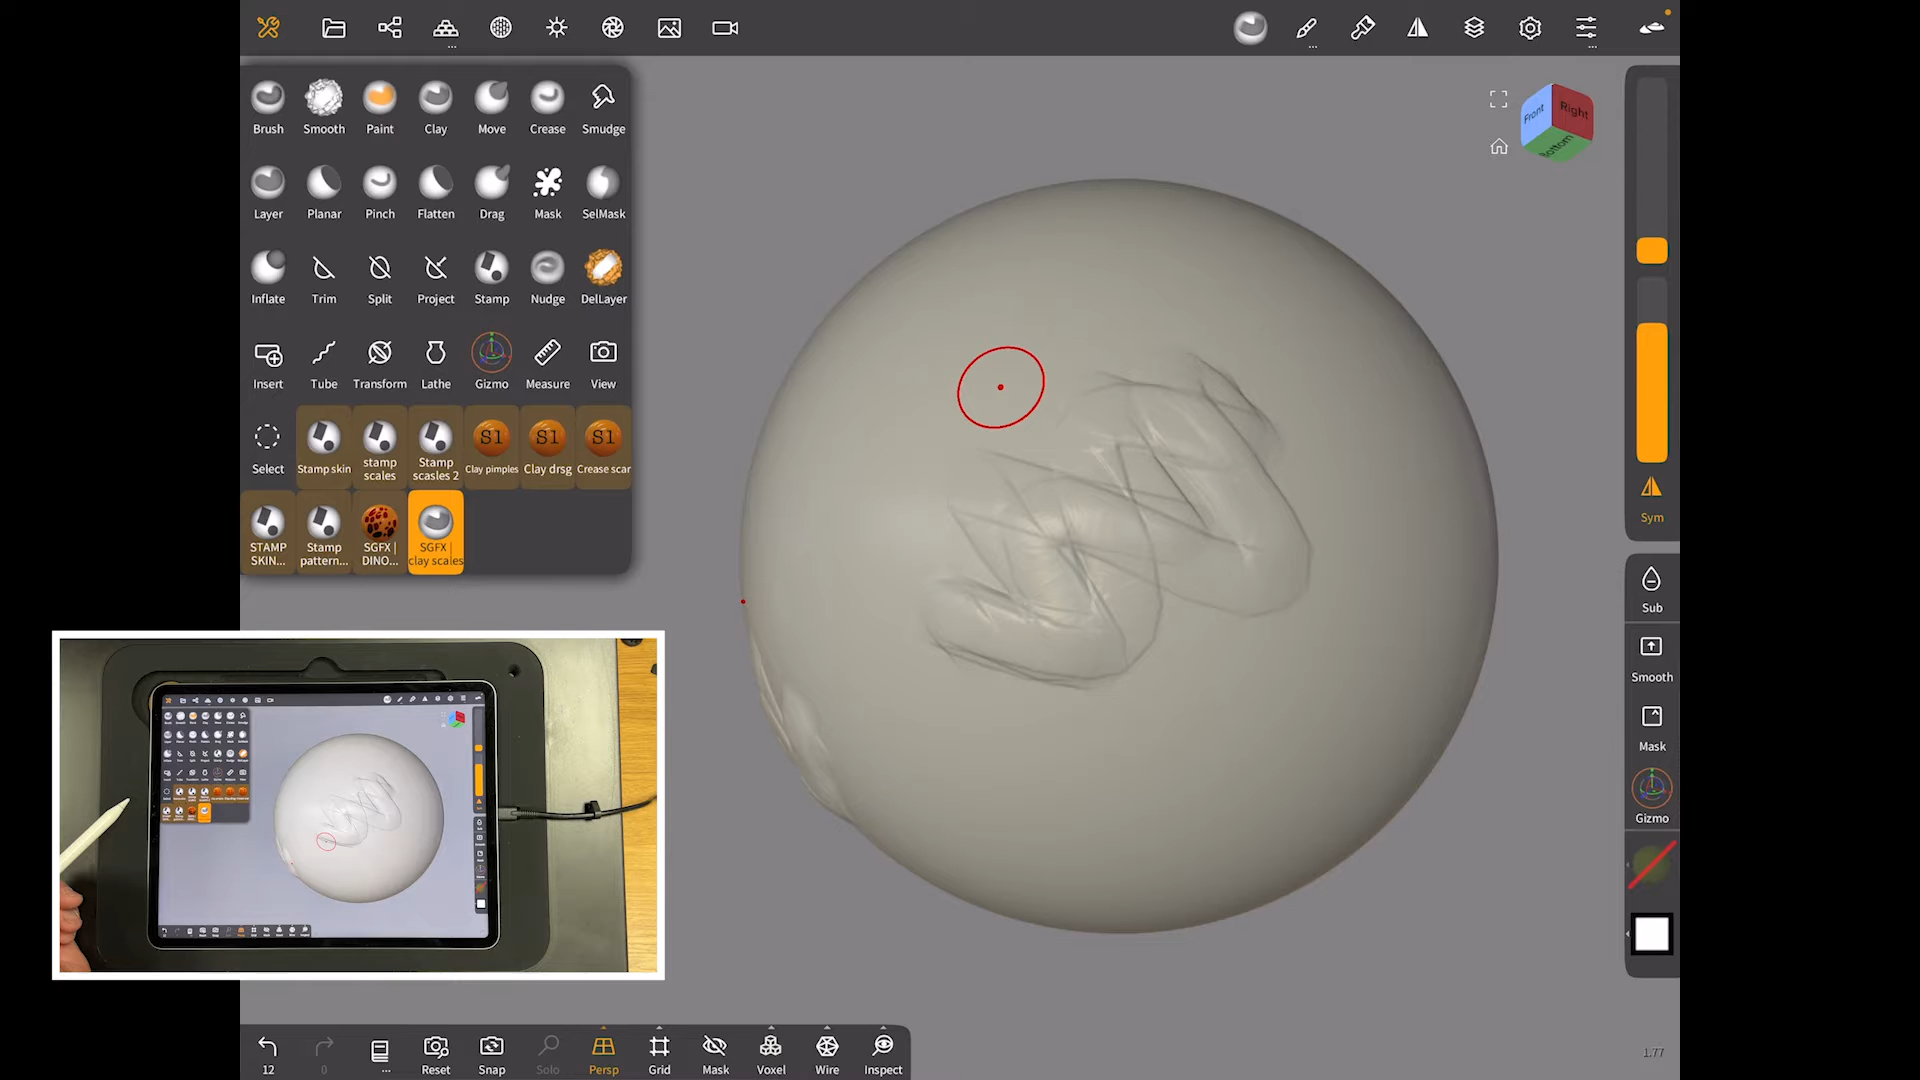 Brush Smooth Paint Clay Move Crease Smudge
Layer Planar Pinch Flatten Drag Mask SelMask
Inflate Trim Split Project Stamp Nudge DelLayer
Insert Tube Transform Lathe Gizmo Measure View
S1 S1 S1
Select Stamp skin stamp scales Stamp scasles 2 Clay pimples Clay drsg Crease scar
STAMP SKIN... Stamp pattern... SGFX | DINO... SGFX | clay scales
Front Right
Bottom
Sym
Sub
Smooth
Mask
Gizmo
1.77
12 0 ... Reset Snap Solo Persp Grid Mask Voxel Wire Inspect